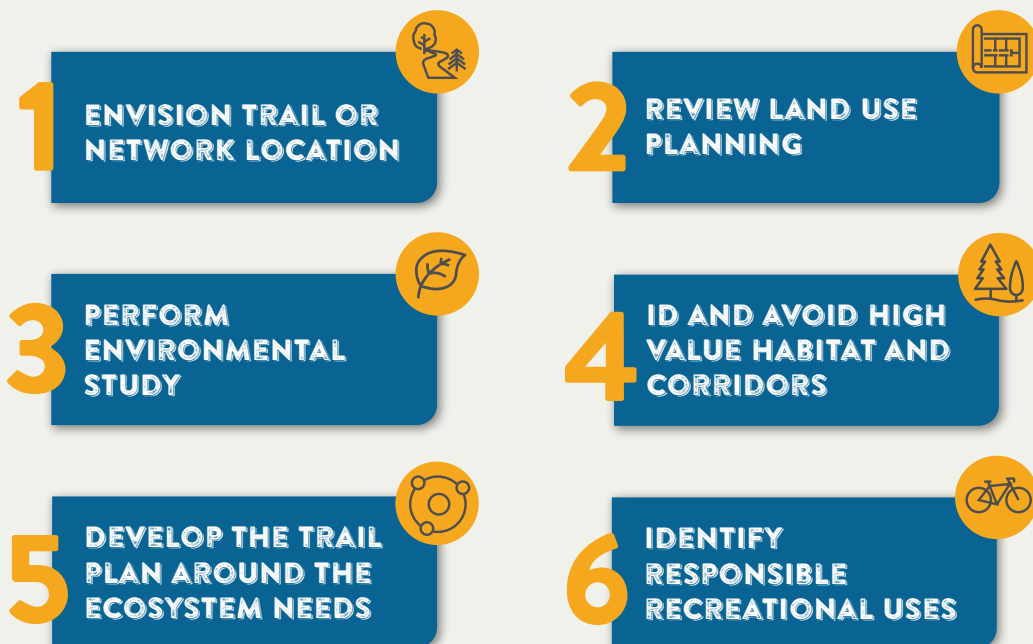 1
ENVISION TRAIL OR
NETWORK LOCATION
2
REVIEW LAND USE
PLANNING
3
PERFORM
ENVIRONMENTAL
STUDY
4
ID AND AVOID HIGH
VALUE HABITAT AND
CORRIDORS
5
DEVELOP THE TRAIL
PLAN AROUND THE
ECOSYSTEM NEEDS
6
IDENTIFY
RESPONSIBLE
RECREATIONAL USES